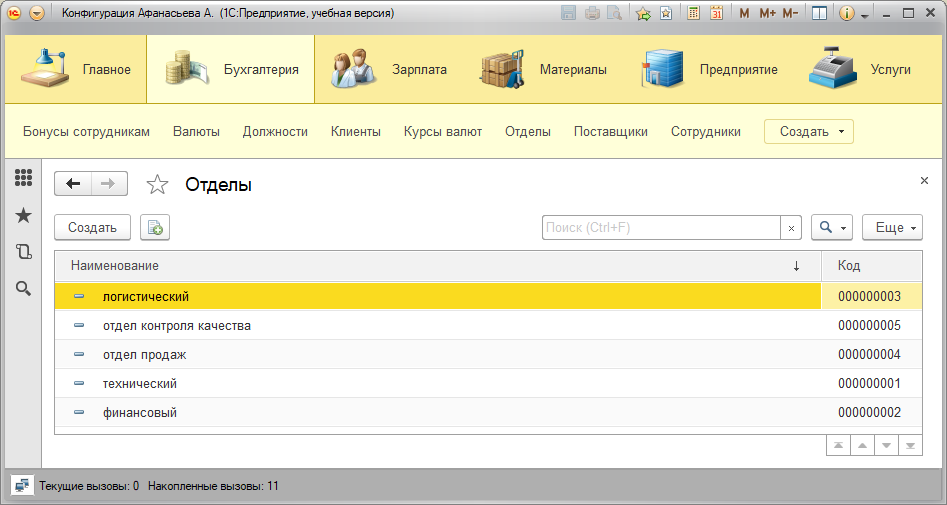 Конфигурация Афанасьева А. (1С:Предприятие, учебная версия)
31 M M+ M-
Главное Бухгалтерия Зарплата Материалы Предприятие Услуги
Бонусы сотрудникам Валюты Должности Клиенты Курсы валют Отделы Поставщики Сотрудники Создать
Отделы
Создать Поиск (Ctrl+F) Еще
Наименование Код
логистический 000000003
отдел контроля качества 000000005
отдел продаж 000000004
технический 000000001
финансовый 000000002
Текущие вызовы: 0 Накопленные вызовы: 11